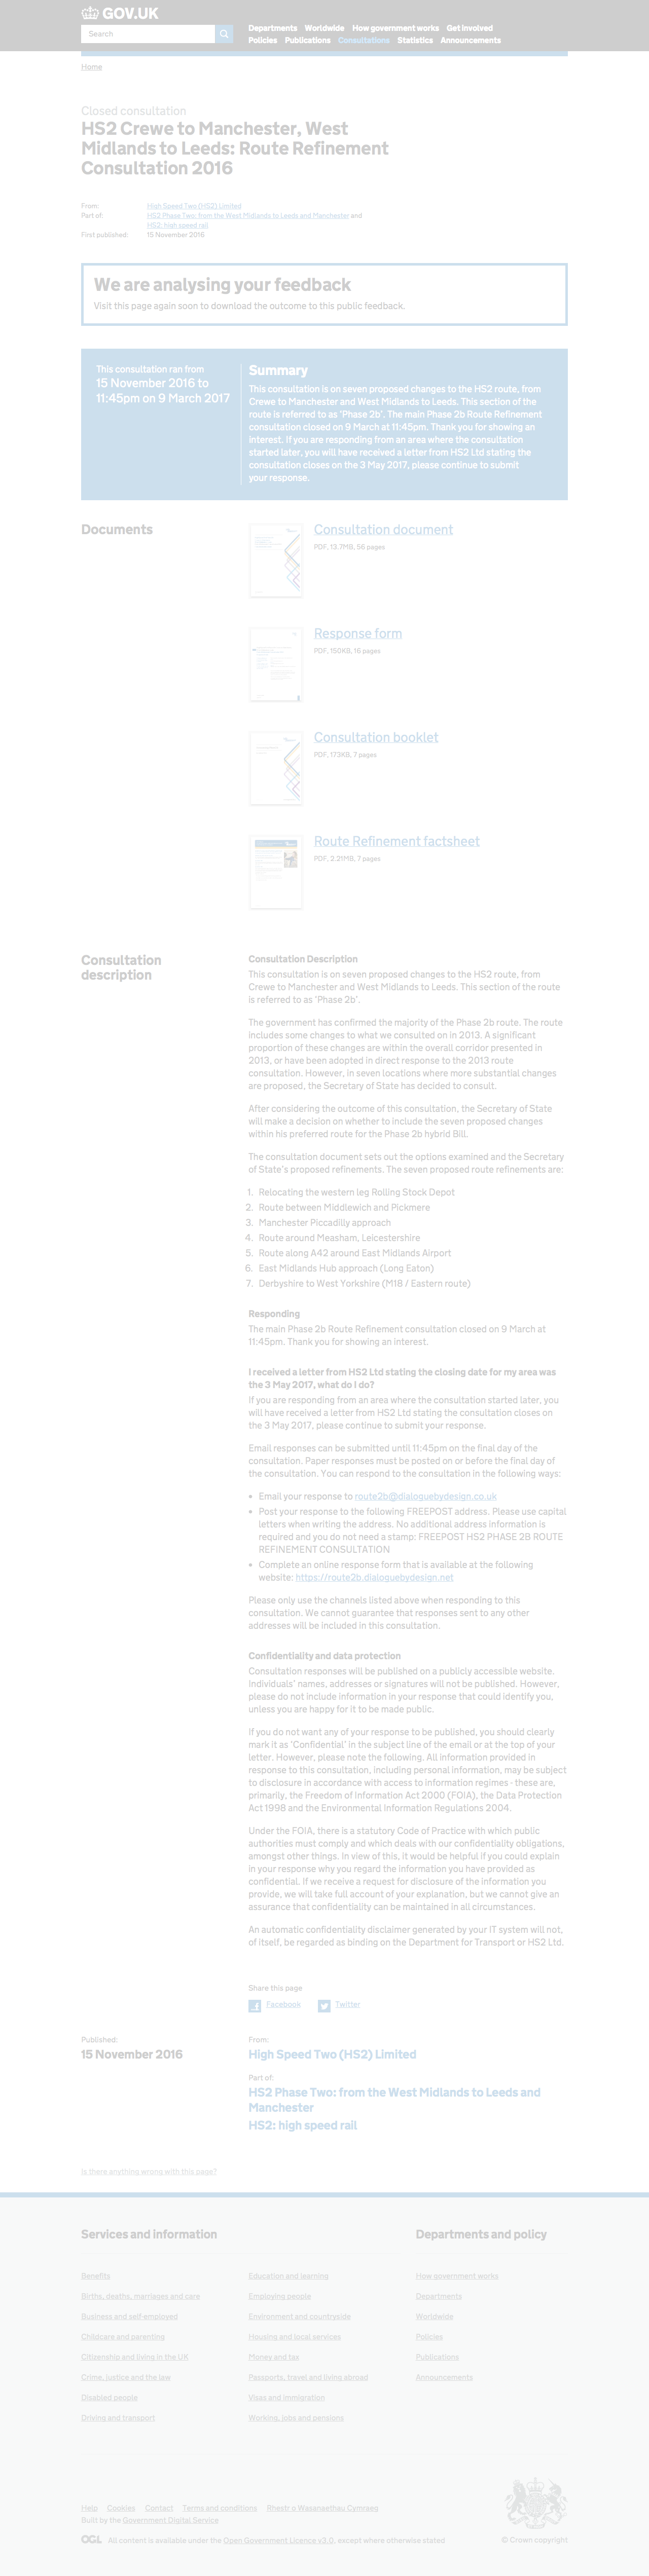 GOV.UK
Search
Departments Worldwide How government works Get involved
Policies Publications Consultations Statistics Announcements
Home
Closed consultation
HS2 Crewe to Manchester, West
Midlands to Leeds: Route Refinement
Consultation 2016
From: High Speed Two (HS2) Limited
Part of: HS2 Phase Two: from the West Midlands to Leeds and Manchester and
HS2: high speed rail
First published: 15 November 2016
We are analysing your feedback
Visit this page again soon to download the outcome to this public feedback.
This consultation ran from
15 November 2016 to
11:45pm on 9 March 2017
Summary
This consultation is on seven proposed changes to the HS2 route, from
Crewe to Manchester and West Midlands to Leeds. This section of the
route is referred to as 'Phase 2b'. The main Phase 2b Route Refinement
consultation closed on 9 March at 11:45pm. Thank you for showing an
interest. If you are responding from an area where the consultation
started later, you will have received a letter from HS2 Ltd stating the
consultation closes on the 3 May 2017, please continue to submit
your response.
Documents
Consultation document
PDF, 13.7MB, 56 pages
Response form
PDF, 150KB, 16 pages
Consultation booklet
PDF, 173KB, 7 pages
Route Refinement factsheet
PDF, 2.21MB, 7 pages
Consultation
description
Consultation Description
This consultation is on seven proposed changes to the HS2 route, from
Crewe to Manchester and West Midlands to Leeds. This section of the route
is referred to as 'Phase 2b'.
The government has confirmed the majority of the Phase 2b route. The route
includes some changes to what we consulted on in 2013. A significant
proportion of these changes are within the overall corridor presented in
2013, or have been adopted in direct response to the 2013 route
consultation. However, in seven locations where more substantial changes
are proposed, the Secretary of State has decided to consult.
After considering the outcome of this consultation, the Secretary of State
will make a decision on whether to include the seven proposed changes
within his preferred route for the Phase 2b hybrid Bill.
The consultation document sets out the options examined and the Secretary
of State's proposed refinements. The seven proposed route refinements are:
1. Relocating the western leg Rolling Stock Depot
2. Route between Middlewich and Pickmere
3. Manchester Piccadilly approach
4. Route around Measham, Leicestershire
5. Route along A42 around East Midlands Airport
6. East Midlands Hub approach (Long Eaton)
7. Derbyshire to West Yorkshire (M18 / Eastern route)
Responding
The main Phase 2b Route Refinement consultation closed on 9 March at
11:45pm. Thank you for showing an interest.
I received a letter from HS2 Ltd stating the closing date for my area was
the 3 May 2017, what do I do?
If you are responding from an area where the consultation started later, you
will have received a letter from HS2 Ltd stating the consultation closes on
the 3 May 2017, please continue to submit your response.
Email responses can be submitted until 11:45pm on the final day of the
consultation. Paper responses must be posted on or before the final day of
the consultation. You can respond to the consultation in the following ways:
• Email your response to route2b@dialoguebydesign.co.uk
• Post your response to the following FREEPOST address. Please use capital
letters when writing the address. No additional address information is
required and you do not need a stamp: FREEPOST HS2 PHASE 2B ROUTE
REFINEMENT CONSULTATION
• Complete an online response form that is available at the following
website: https://route2b.dialoguebydesign.net
Please only use the channels listed above when responding to this
consultation. We cannot guarantee that responses sent to any other
addresses will be included in this consultation.
Confidentiality and data protection
Consultation responses will be published on a publicly accessible website.
Individuals' names, addresses or signatures will not be published. However,
please do not include information in your response that could identify you,
unless you are happy for it to be made public.
If you do not want any of your response to be published, you should clearly
mark it as 'Confidential' in the subject line of the email or at the top of your
letter. However, please note the following. All information provided in
response to this consultation, including personal information, may be subject
to disclosure in accordance with access to information regimes - these are,
primarily, the Freedom of Information Act 2000 (FOIA), the Data Protection
Act 1998 and the Environmental Information Regulations 2004.
Under the FOIA, there is a statutory Code of Practice with which public
authorities must comply and which deals with our confidentiality obligations,
amongst other things. In view of this, it would be helpful if you could explain
in your response why you regard the information you have provided as
confidential. If we receive a request for disclosure of the information you
provide, we will take full account of your explanation, but we cannot give an
assurance that confidentiality can be maintained in all circumstances.
An automatic confidentiality disclaimer generated by your IT system will not,
of itself, be regarded as binding on the Department for Transport or HS2 Ltd.
Share this page
Facebook Twitter
Published:
15 November 2016
From:
High Speed Two (HS2) Limited
Part of:
HS2 Phase Two: from the West Midlands to Leeds and
Manchester
HS2: high speed rail
Is there anything wrong with this page?
Services and information
Benefits
Births, deaths, marriages and care
Business and self-employed
Childcare and parenting
Citizenship and living in the UK
Crime, justice and the law
Disabled people
Driving and transport
Education and learning
Employing people
Environment and countryside
Housing and local services
Money and tax
Passports, travel and living abroad
Visas and immigration
Working, jobs and pensions
Departments and policy
How government works
Departments
Worldwide
Policies
Publications
Announcements
Help Cookies Contact Terms and conditions Rhestr o Wasanaethau Cymraeg
Built by the Government Digital Service
OGL All content is available under the Open Government Licence v3.0, except where otherwise stated
© Crown copyright